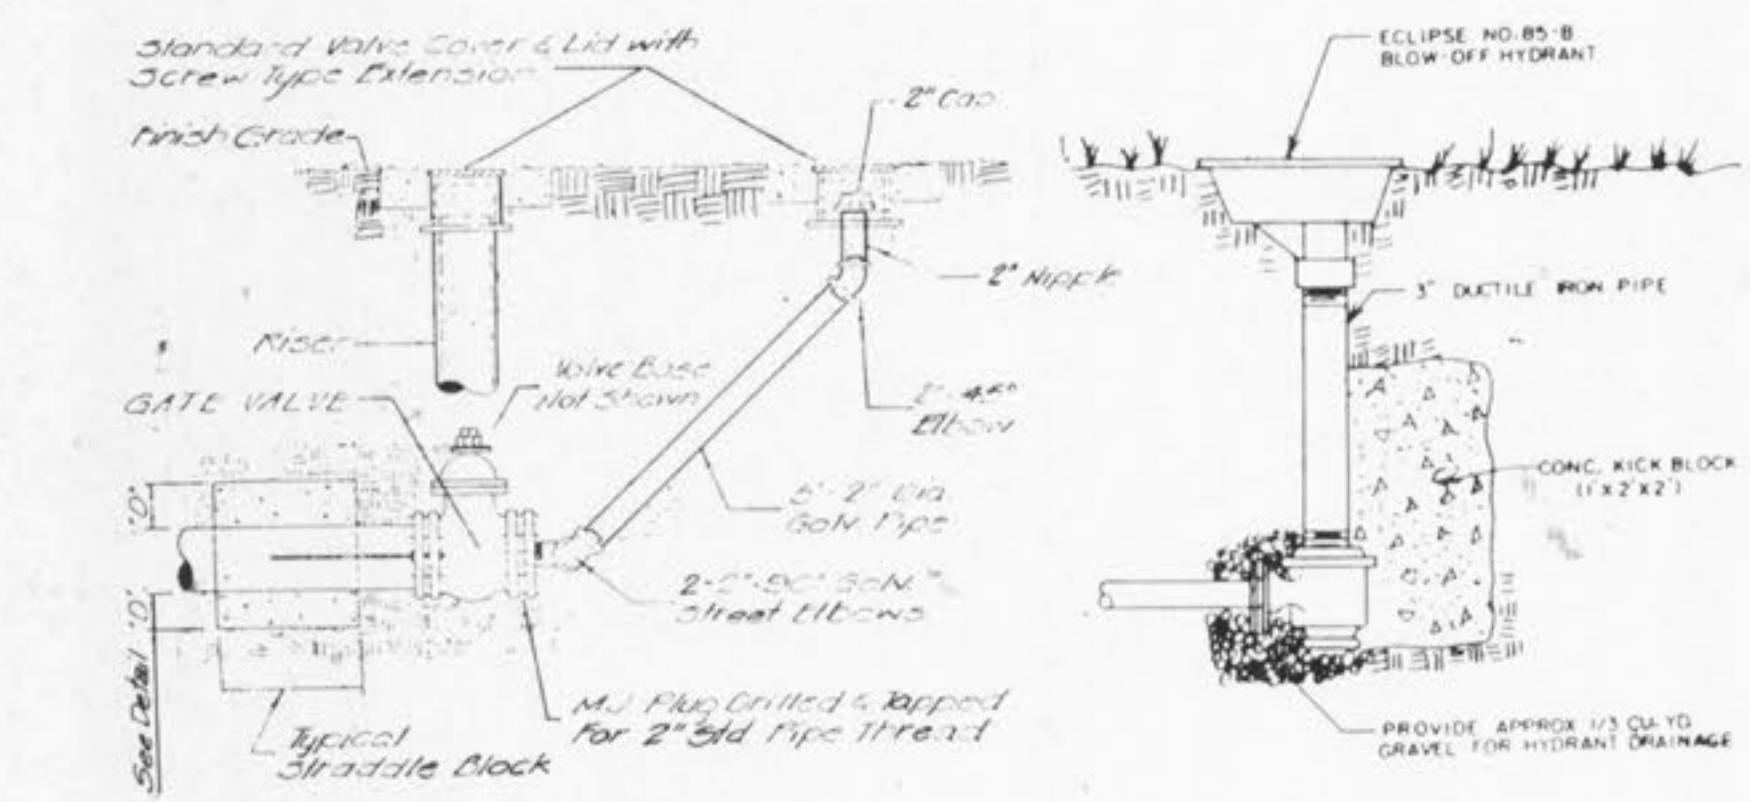 Standard Valve Cover & Lid with
Screw Type Extension
Finish Grade
2" Cap
2" Nipple
Riser
Valve Base
Not Shown
GATE VALVE
2"-45°
Elbow
5'-2" Dia.
Galv. Pipe
"D"
2-2"-90° Galv.
Street Elbows
"D"
See Detail
MJ Plug Drilled & Tapped
For 2" Std Pipe Thread
Typical
Straddle Block
ECLIPSE NO. 85-B
BLOW-OFF HYDRANT
3" DUCTILE IRON PIPE
CONC. KICK BLOCK
(1'X2'X2')
PROVIDE APPROX 1/3 CU-YD
GRAVEL FOR HYDRANT DRAINAGE